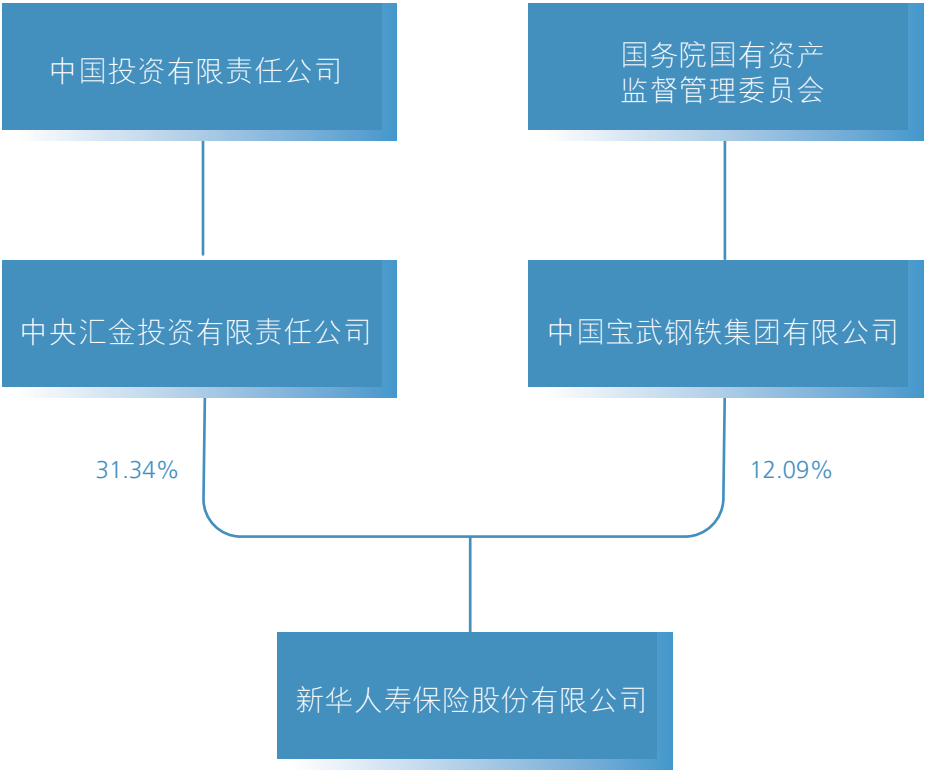 中国投资有限责任公司
国务院国有资产
监督管理委员会
中央汇金投资有限责任公司
中国宝武钢铁集团有限公司
31.34%
12.09%
新华人寿保险股份有限公司